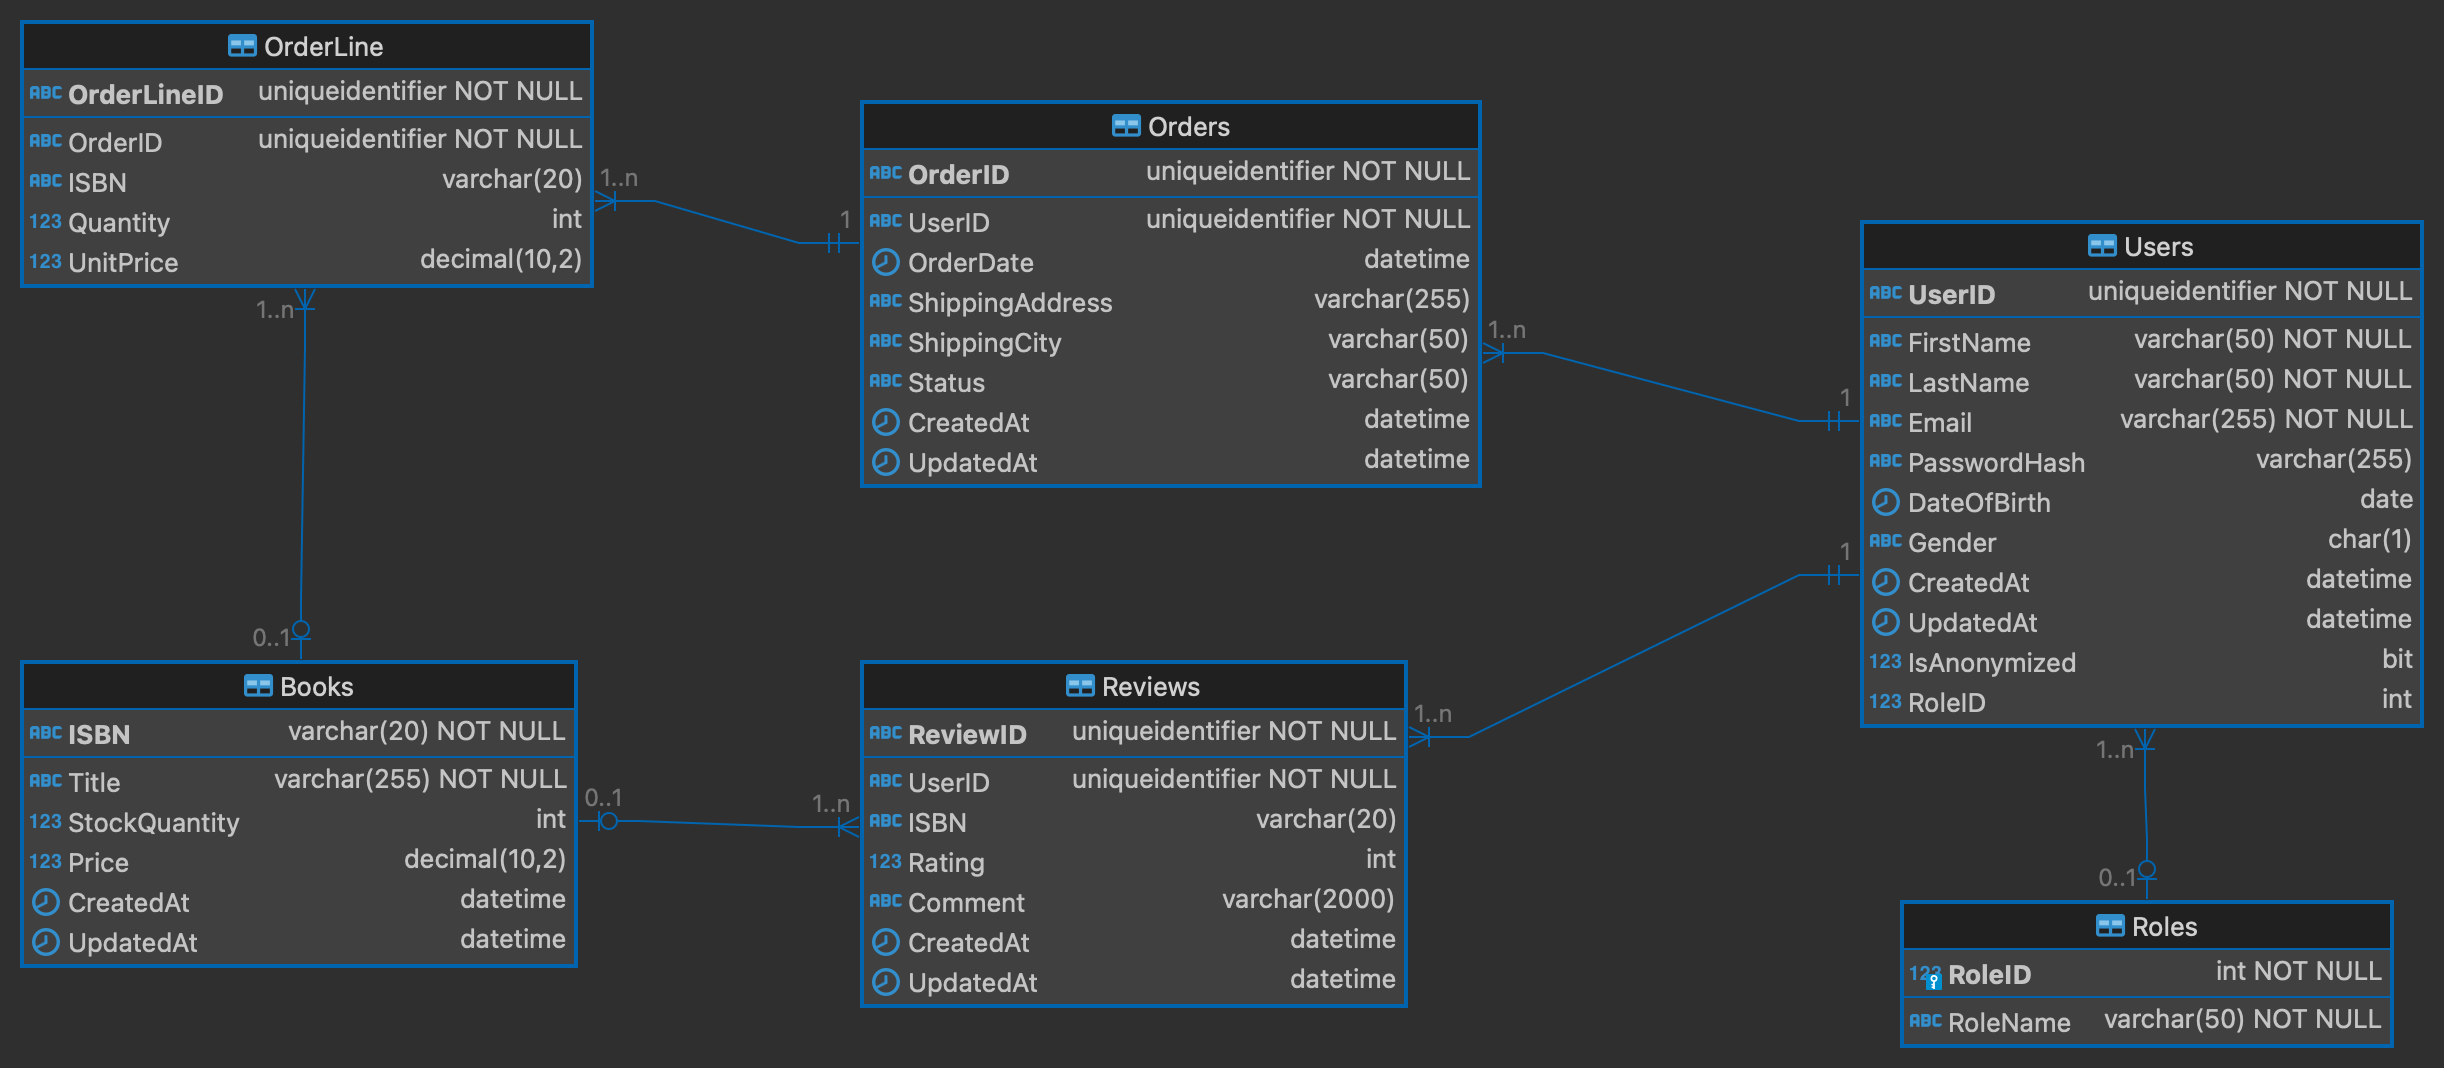 OrderLine
ABC OrderLineID uniqueidentifier NOT NULL
ABC OrderID uniqueidentifier NOT NULL
ABC ISBN varchar(20)
123 Quantity int
123 UnitPrice decimal(10,2)
1..n
1
1..n
0..1
Orders
ABC OrderID uniqueidentifier NOT NULL
ABC UserID uniqueidentifier NOT NULL
OrderDate datetime
ABC ShippingAddress varchar(255)
ABC ShippingCity varchar(50)
ABC Status varchar(50)
CreatedAt datetime
UpdatedAt datetime
1..n
1
Users
ABC UserID uniqueidentifier NOT NULL
ABC FirstName varchar(50) NOT NULL
ABC LastName varchar(50) NOT NULL
ABC Email varchar(255) NOT NULL
ABC PasswordHash varchar(255)
DateOfBirth date
ABC Gender char(1)
CreatedAt datetime
UpdatedAt datetime
123 IsAnonymized bit
123 RoleID int
1
1..n
1..n
0..1
Books
ABC ISBN varchar(20) NOT NULL
ABC Title varchar(255) NOT NULL
123 StockQuantity int
123 Price decimal(10,2)
CreatedAt datetime
UpdatedAt datetime
0..1
1..n
Reviews
ABC ReviewID uniqueidentifier NOT NULL
ABC UserID uniqueidentifier NOT NULL
ABC ISBN varchar(20)
123 Rating int
ABC Comment varchar(2000)
CreatedAt datetime
UpdatedAt datetime
Roles
123 RoleID int NOT NULL
ABC RoleName varchar(50) NOT NULL